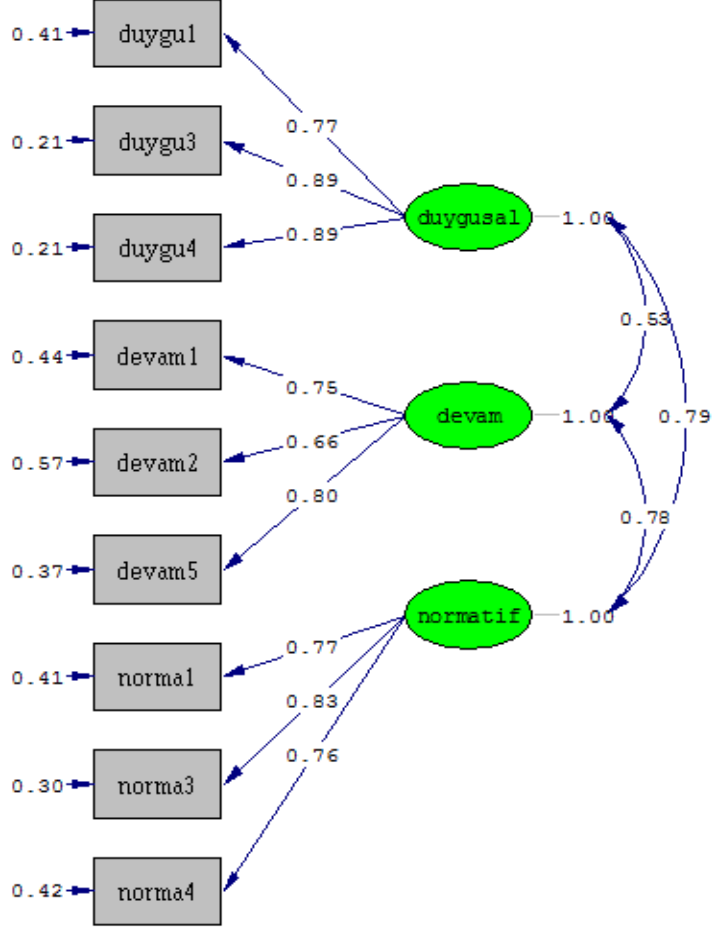 0.41 duygu1
0.77
0.21 duygu3
0.89
duygusal 1.00
0.21 duygu4
0.89
0.53
0.44 devam1
0.75
devam 1.00
0.79
0.57 devam2
0.66
0.80
0.78
0.37 devam5
normatif 1.00
0.77
0.41 norma1
0.83
0.76
0.30 norma3
0.42 norma4